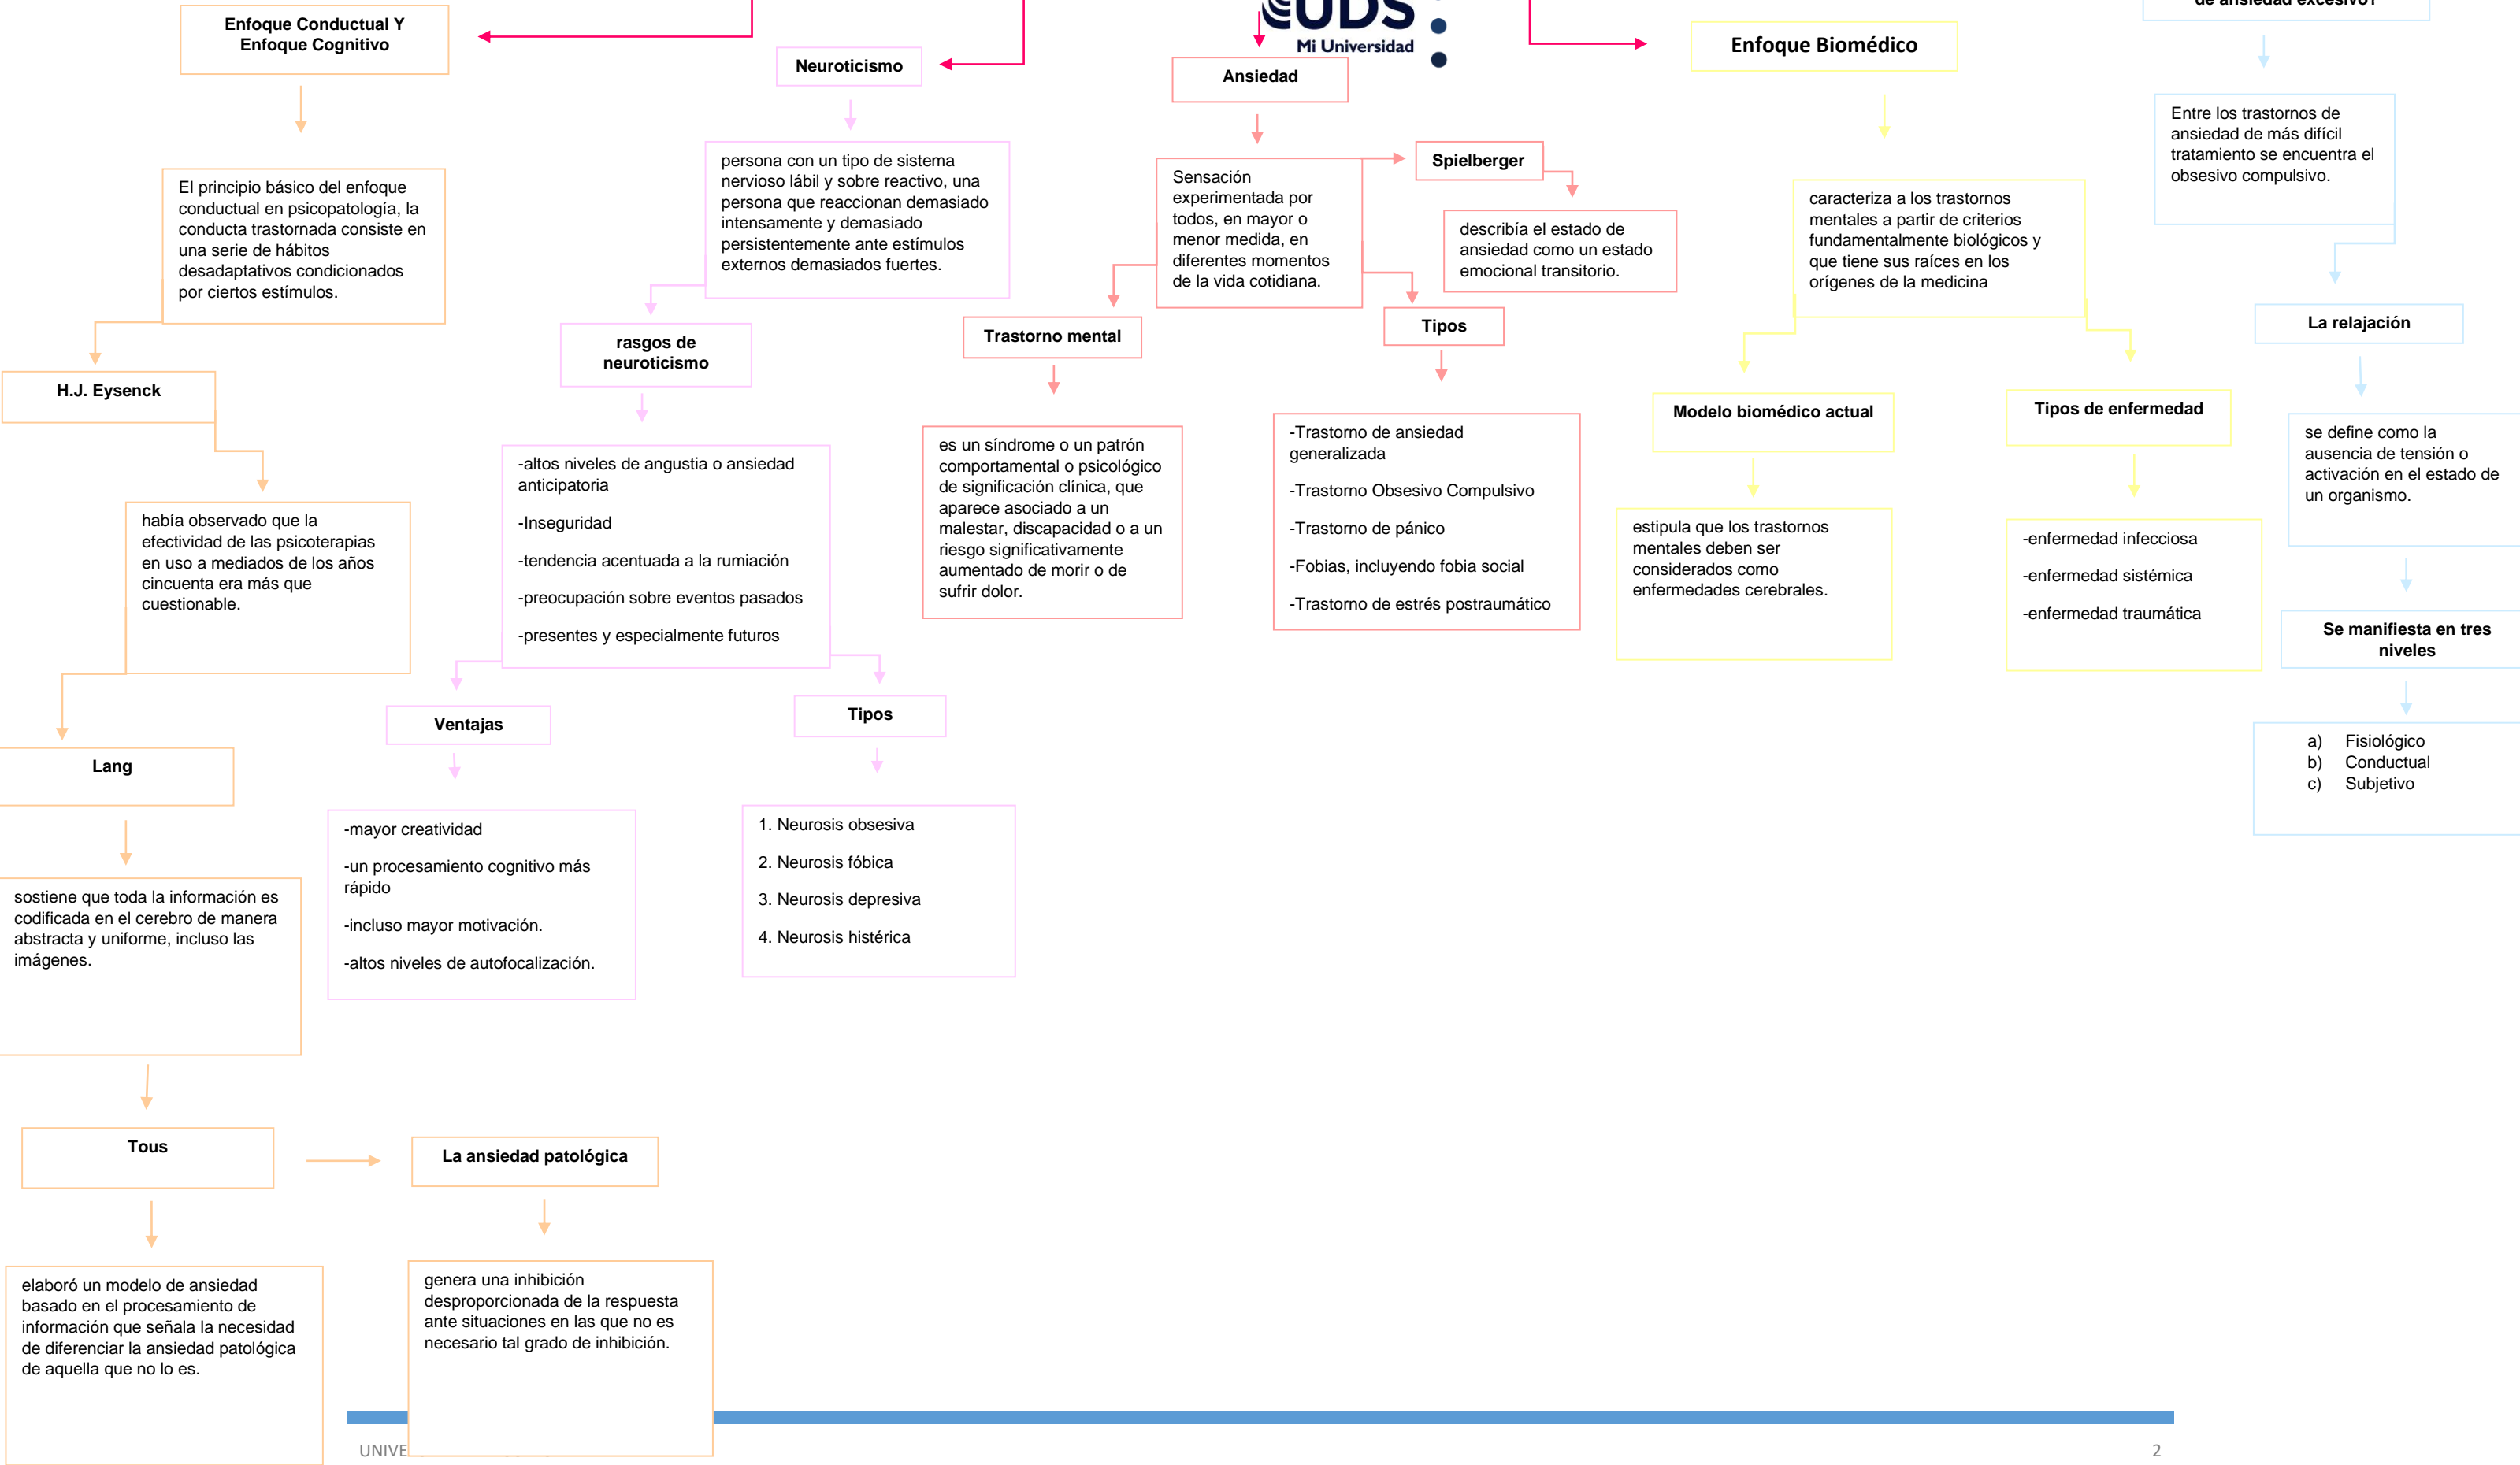 de ansiedad excesivo?
UDS
Mi Universidad
Enfoque Conductual Y
Enfoque Cognitivo
El principio básico del enfoque
conductual en psicopatología, la
conducta trastornada consiste en
una serie de hábitos
desadaptativos condicionados
por ciertos estímulos.
H.J. Eysenck
había observado que la
efectividad de las psicoterapias
en uso a mediados de los años
cincuenta era más que
cuestionable.
Lang
sostiene que toda la información es
codificada en el cerebro de manera
abstracta y uniforme, incluso las
imágenes.
Tous
elaboró un modelo de ansiedad
basado en el procesamiento de
información que señala la necesidad
de diferenciar la ansiedad patológica
de aquella que no lo es.
La ansiedad patológica
genera una inhibición
desproporcionada de la respuesta
ante situaciones en las que no es
necesario tal grado de inhibición.
Neuroticismo
persona con un tipo de sistema
nervioso lábil y sobre reactivo, una
persona que reaccionan demasiado
intensamente y demasiado
persistentemente ante estímulos
externos demasiados fuertes.
rasgos de
neuroticismo
-altos niveles de angustia o ansiedad
anticipatoria
-Inseguridad
-tendencia acentuada a la rumiación
-preocupación sobre eventos pasados
-presentes y especialmente futuros
Ventajas
-mayor creatividad
-un procesamiento cognitivo más
rápido
-incluso mayor motivación.
-altos niveles de autofocalización.
Tipos
1. Neurosis obsesiva
2. Neurosis fóbica
3. Neurosis depresiva
4. Neurosis histérica
Ansiedad
Sensación
experimentada por
todos, en mayor o
menor medida, en
diferentes momentos
de la vida cotidiana.
Spielberger
describía el estado de
ansiedad como un estado
emocional transitorio.
Trastorno mental
es un síndrome o un patrón
comportamental o psicológico
de significación clínica, que
aparece asociado a un
malestar, discapacidad o a un
riesgo significativamente
aumentado de morir o de
sufrir dolor.
Tipos
-Trastorno de ansiedad
generalizada
-Trastorno Obsesivo Compulsivo
-Trastorno de pánico
-Fobias, incluyendo fobia social
-Trastorno de estrés postraumático
Enfoque Biomédico
caracteriza a los trastornos
mentales a partir de criterios
fundamentalmente biológicos y
que tiene sus raíces en los
orígenes de la medicina
Modelo biomédico actual
estipula que los trastornos
mentales deben ser
considerados como
enfermedades cerebrales.
Tipos de enfermedad
-enfermedad infecciosa
-enfermedad sistémica
-enfermedad traumática
Entre los trastornos de
ansiedad de más difícil
tratamiento se encuentra el
obsesivo compulsivo.
La relajación
se define como la
ausencia de tensión o
activación en el estado de
un organismo.
Se manifiesta en tres
niveles
a) Fisiológico
b) Conductual
c) Subjetivo
UNIVE
2